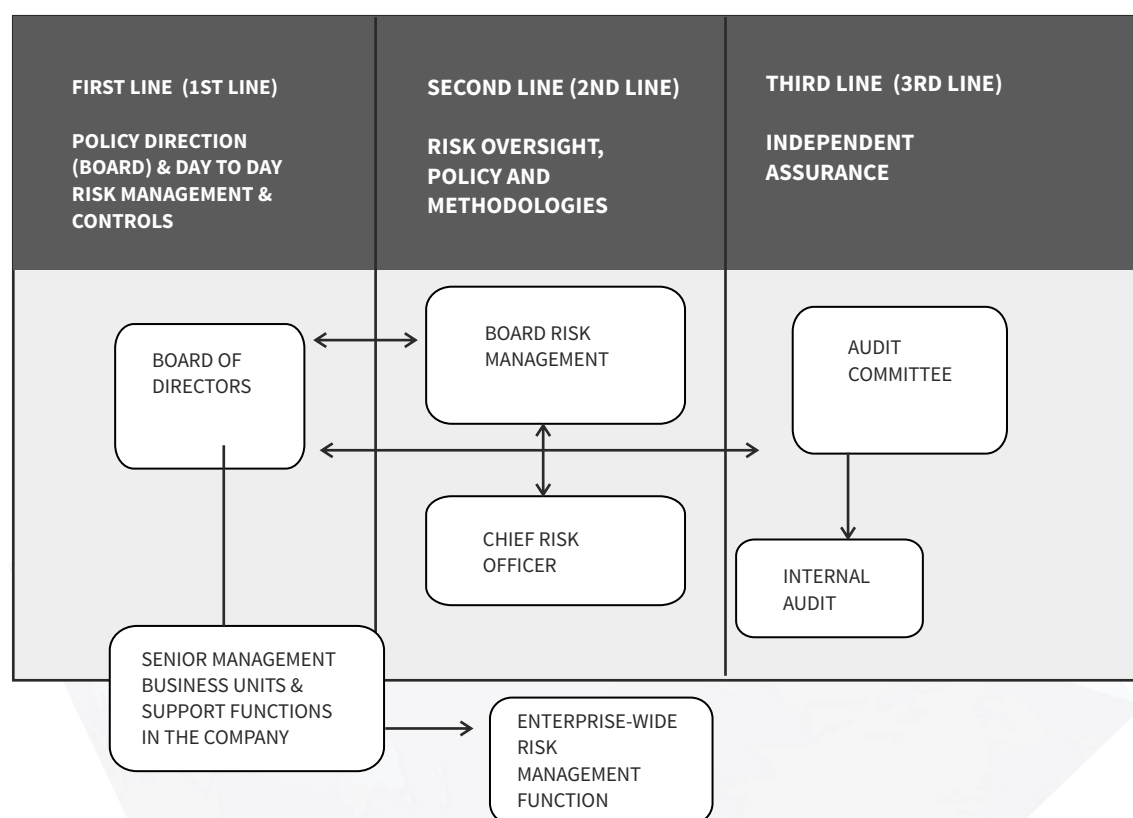 FIRST LINE (1ST LINE)
POLICY DIRECTION
(BOARD) & DAY TO DAY
RISK MANAGEMENT &
CONTROLS
SECOND LINE (2ND LINE)
RISK OVERSIGHT,
POLICY AND
METHODOLOGIES
THIRD LINE (3RD LINE)
INDEPENDENT
ASSURANCE
BOARD OF
DIRECTORS
BOARD RISK
MANAGEMENT
AUDIT
COMMITTEE
CHIEF RISK
OFFICER
INTERNAL
AUDIT
SENIOR MANAGEMENT
BUSINESS UNITS &
SUPPORT FUNCTIONS
IN THE COMPANY
ENTERPRISE-WIDE
RISK
MANAGEMENT
FUNCTION